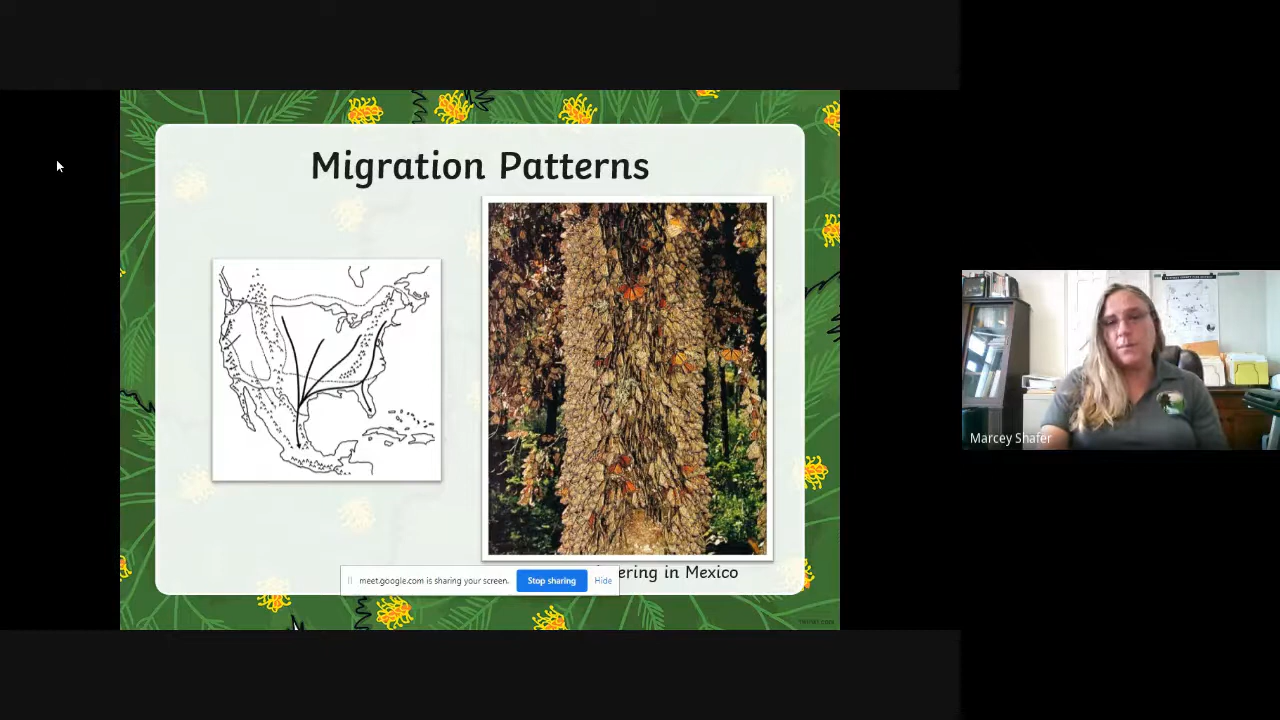 Migration Patterns
ering in Mexico
meet.google.com is sharing your screen.
Stop sharing
Hide
Marcey Shafer